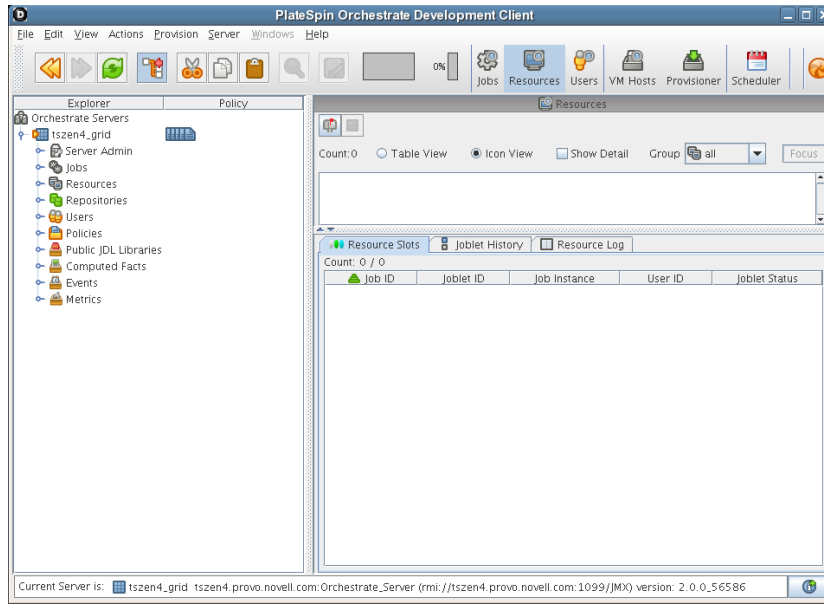 PlateSpin Orchestrate Development Client
File Edit View Actions Provision Server Windows Help
0% Jobs Resources Users VM Hosts Provisioner Scheduler
Explorer Policy Resources
Orchestrate Servers
tszen4_grid
Server Admin
Jobs
Resources
Repositories
Users
Policies
Public JDL Libraries
Computed Facts
Events
Metrics
Count:0 Table View Icon View Show Detail Group all Focus
Resource Slots Joblet History Resource Log
Count: 0 / 0
Job ID Joblet ID Job Instance User ID Joblet Status
Current Server is: tszen4_grid tszen4.provo.novell.com:Orchestrate_Server (rmi://tszen4.provo.novell.com:1099/JMX) version: 2.0.0_56586